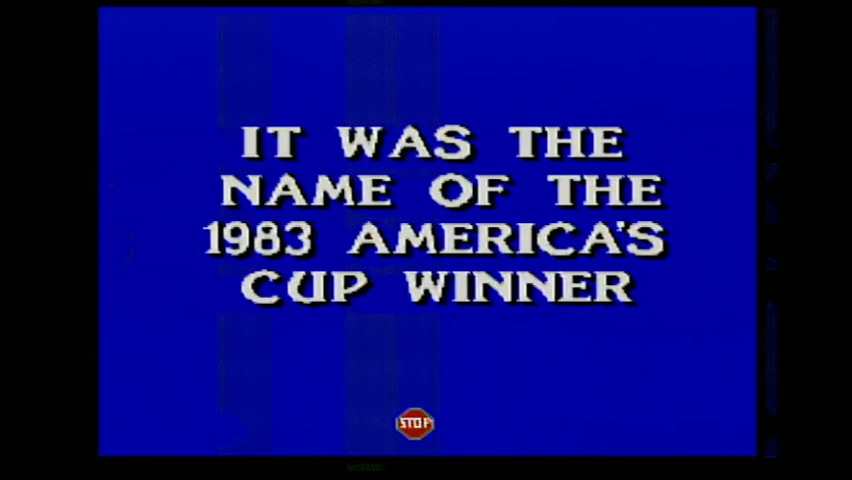 IT WAS THE
NAME OF THE
1983 AMERICA'S
CUP WINNER
STOP